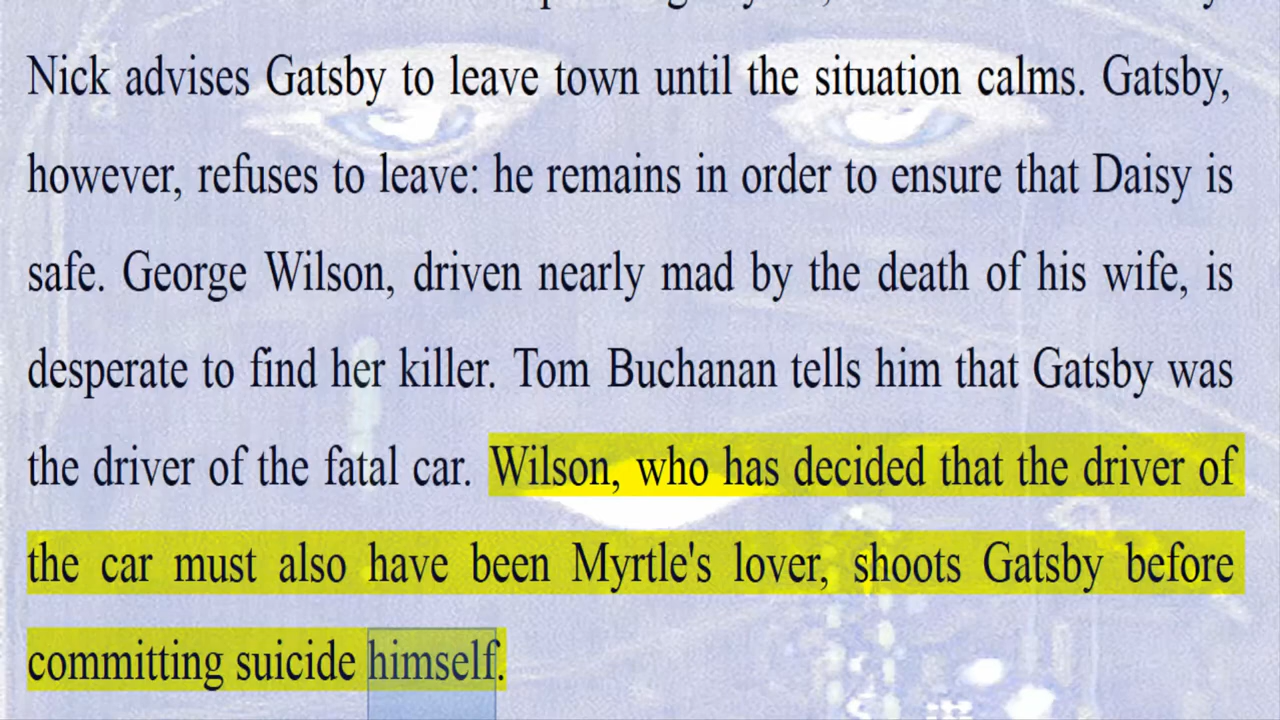 Nick advises Gatsby to leave town until the situation calms. Gatsby,
however, refuses to leave: he remains in order to ensure that Daisy is
safe. George Wilson, driven nearly mad by the death of his wife, is
desperate to find her killer. Tom Buchanan tells him that Gatsby was
the driver of the fatal car. Wilson, who has decided that the driver of
the car must also have been Myrtle's lover, shoots Gatsby before
committing suicide himself.